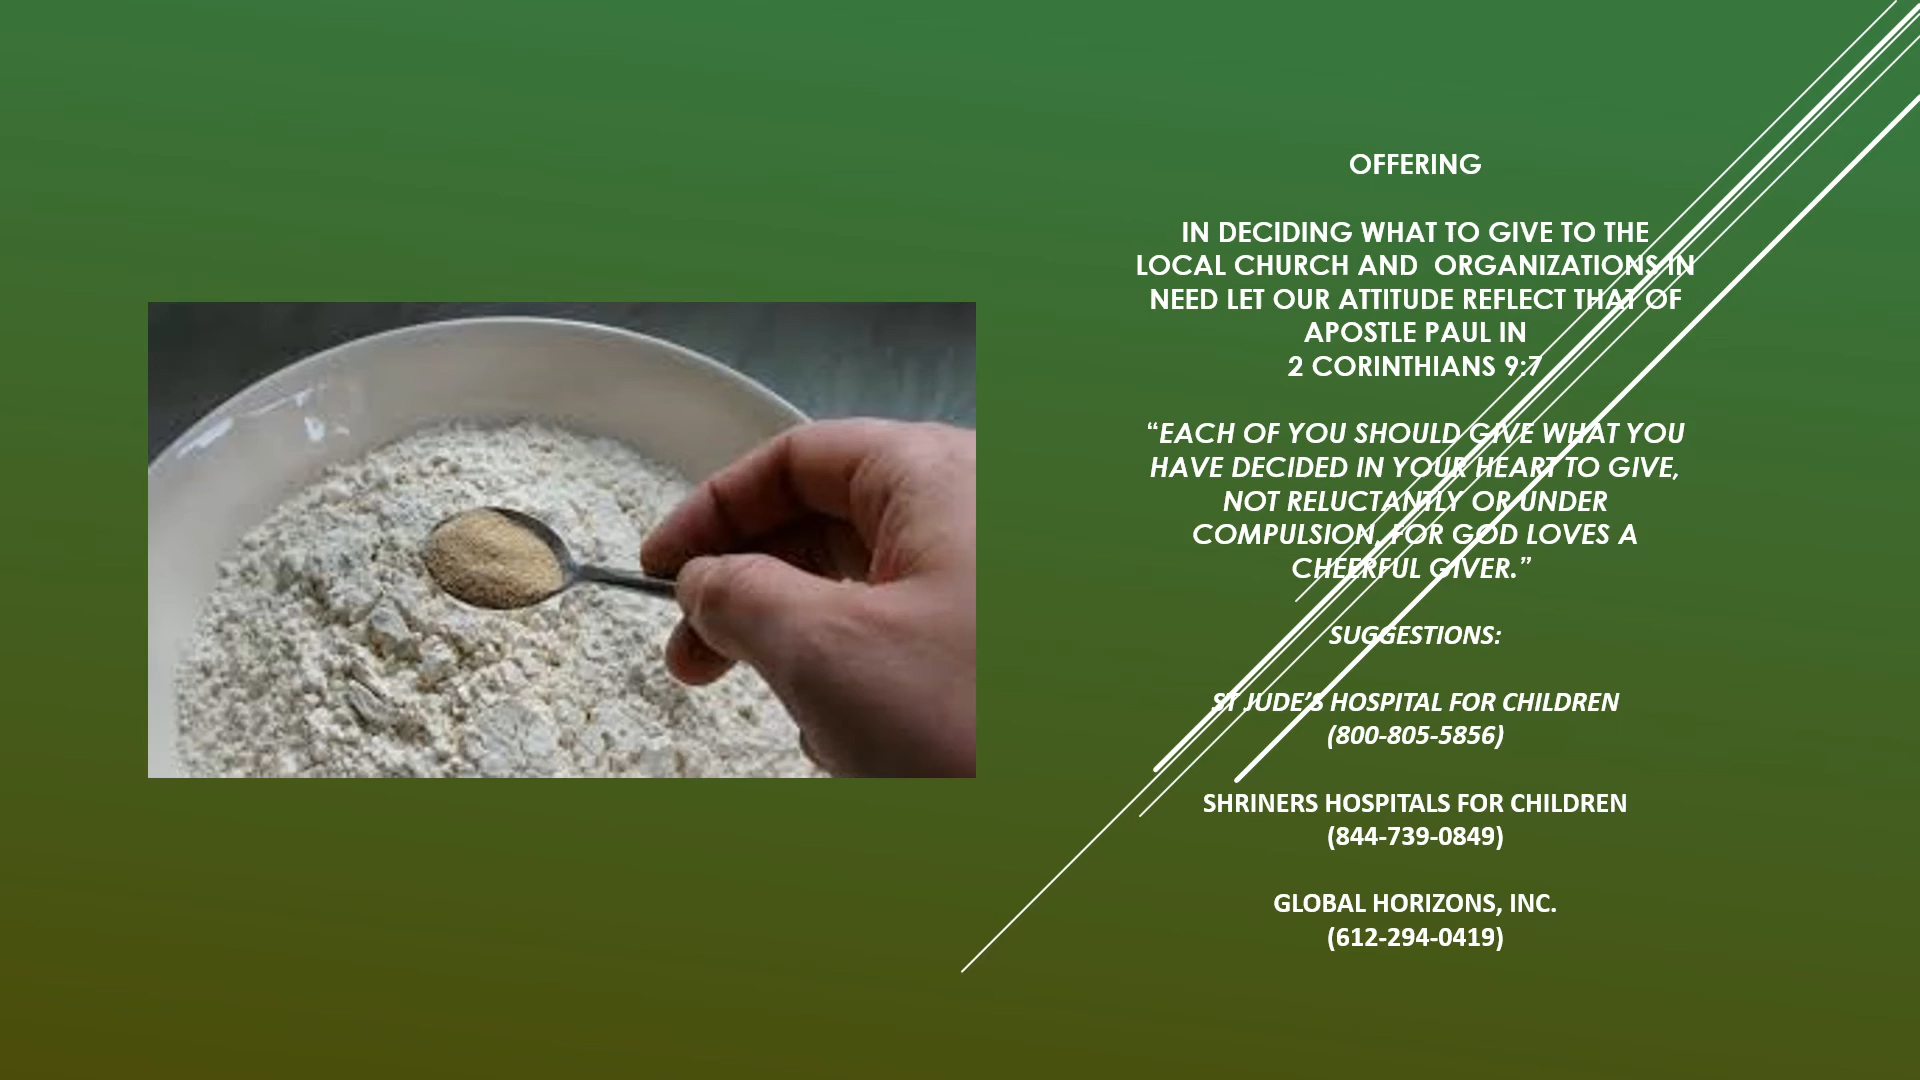 OFFERING
IN DECIDING WHAT TO GIVE TO THE
LOCAL CHURCH AND  ORGANIZATIONS IN
NEED LET OUR ATTITUDE REFLECT THAT OF
APOSTLE PAUL IN
2 CORINTHIANS 9:7
“EACH OF YOU SHOULD GIVE WHAT YOU
HAVE DECIDED IN YOUR HEART TO GIVE,
NOT RELUCTANTLY OR UNDER
COMPULSION, FOR GOD LOVES A
CHEERFUL GIVER.”
SUGGESTIONS:
ST JUDE’S HOSPITAL FOR CHILDREN
(800-805-5856)
SHRINERS HOSPITALS FOR CHILDREN
(844-739-0849)
GLOBAL HORIZONS, INC.
(612-294-0419)